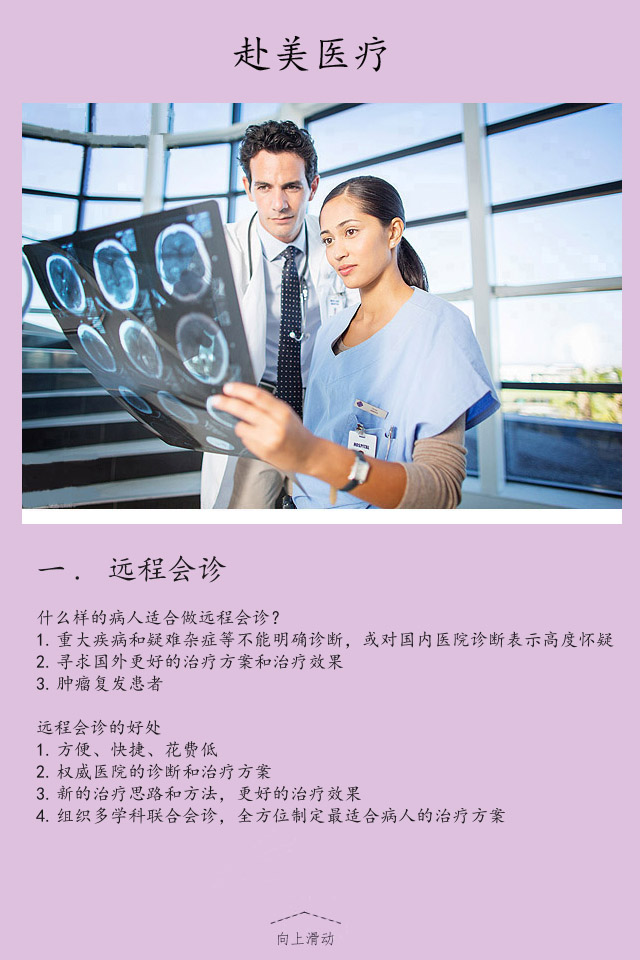 赴美医疗
HOSPITAL
一. 远程会诊
什么样的病人适合做远程会诊？
1. 重大疾病和疑难杂症等不能明确诊断，或对国内医院诊断表示高度怀疑
2. 寻求国外更好的治疗方案和治疗效果
3. 肿瘤复发患者
远程会诊的好处
1. 方便、快捷、花费低
2. 权威医院的诊断和治疗方案
3. 新的治疗思路和方法，更好的治疗效果
4. 组织多学科联合会诊，全方位制定最适合病人的治疗方案
向上滑动